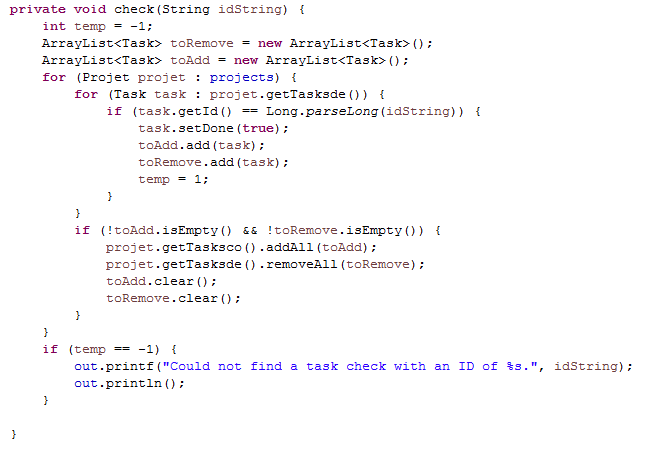 private void check(String idString) {
    int temp = -1;
    ArrayList<Task> toRemove = new ArrayList<Task>();
    ArrayList<Task> toAdd = new ArrayList<Task>();
    for (Projet projet : projects) {
        for (Task task : projet.getTasksde()) {
            if (task.getId() == Long.parseLong(idString)) {
                task.setDone(true);
                toAdd.add(task);
                toRemove.add(task);
                temp = 1;
            }
        }
        if (!toAdd.isEmpty() && !toRemove.isEmpty()) {
            projet.getTasksco().addAll(toAdd);
            projet.getTasksde().removeAll(toRemove);
            toAdd.clear();
            toRemove.clear();
        }
    }
    if (temp == -1) {
        out.printf("Could not find a task check with an ID of %s.", idString);
        out.println();
    }

}